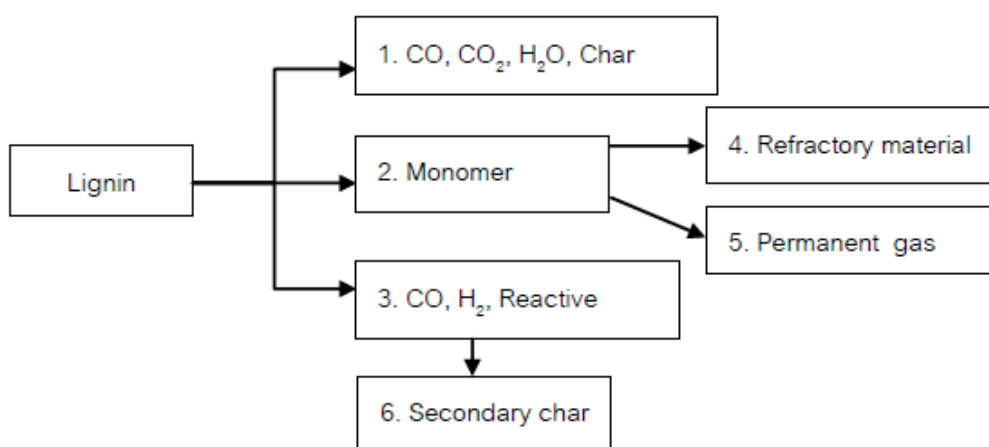 1. CO, CO₂, H₂O, Char
4. Refractory material
Lignin
2. Monomer
5. Permanent gas
3. CO, H₂, Reactive
6. Secondary char